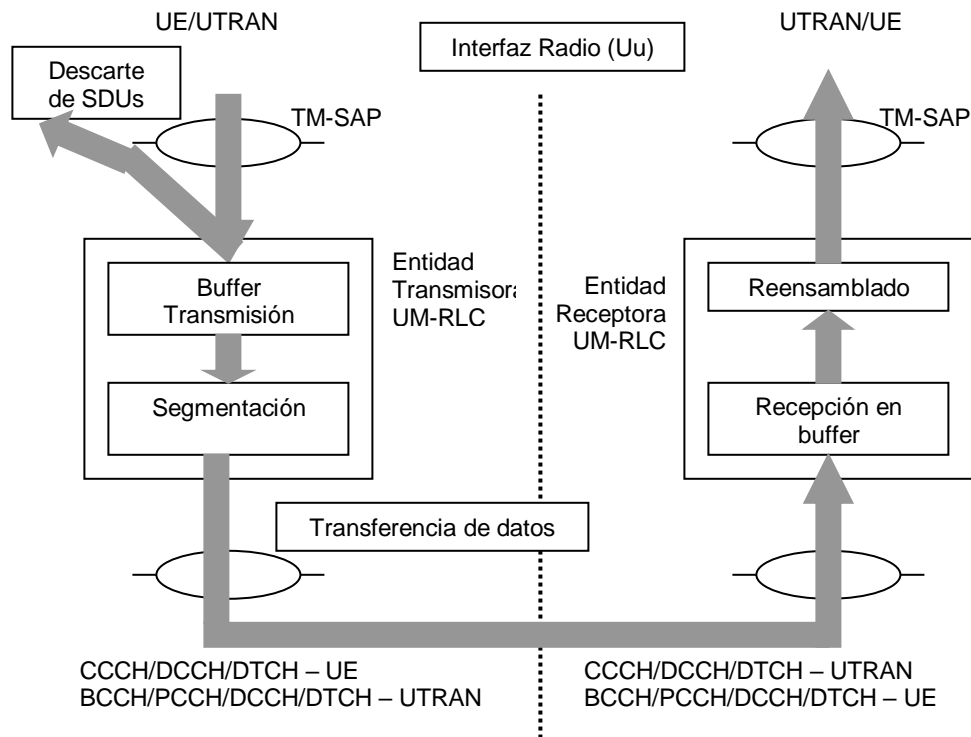 UE/UTRAN
UTRAN/UE
Interfaz Radio (Uu)
Descarte
de SDUs
TM-SAP
TM-SAP
Entidad
Transmisora
UM-RLC
Buffer
Transmisión
Segmentación
Entidad
Receptora
UM-RLC
Reensamblado
Recepción en
buffer
Transferencia de datos
CCCH/DCCH/DTCH – UE
BCCH/PCCH/DCCH/DTCH – UTRAN
CCCH/DCCH/DTCH – UTRAN
BCCH/PCCH/DCCH/DTCH – UE